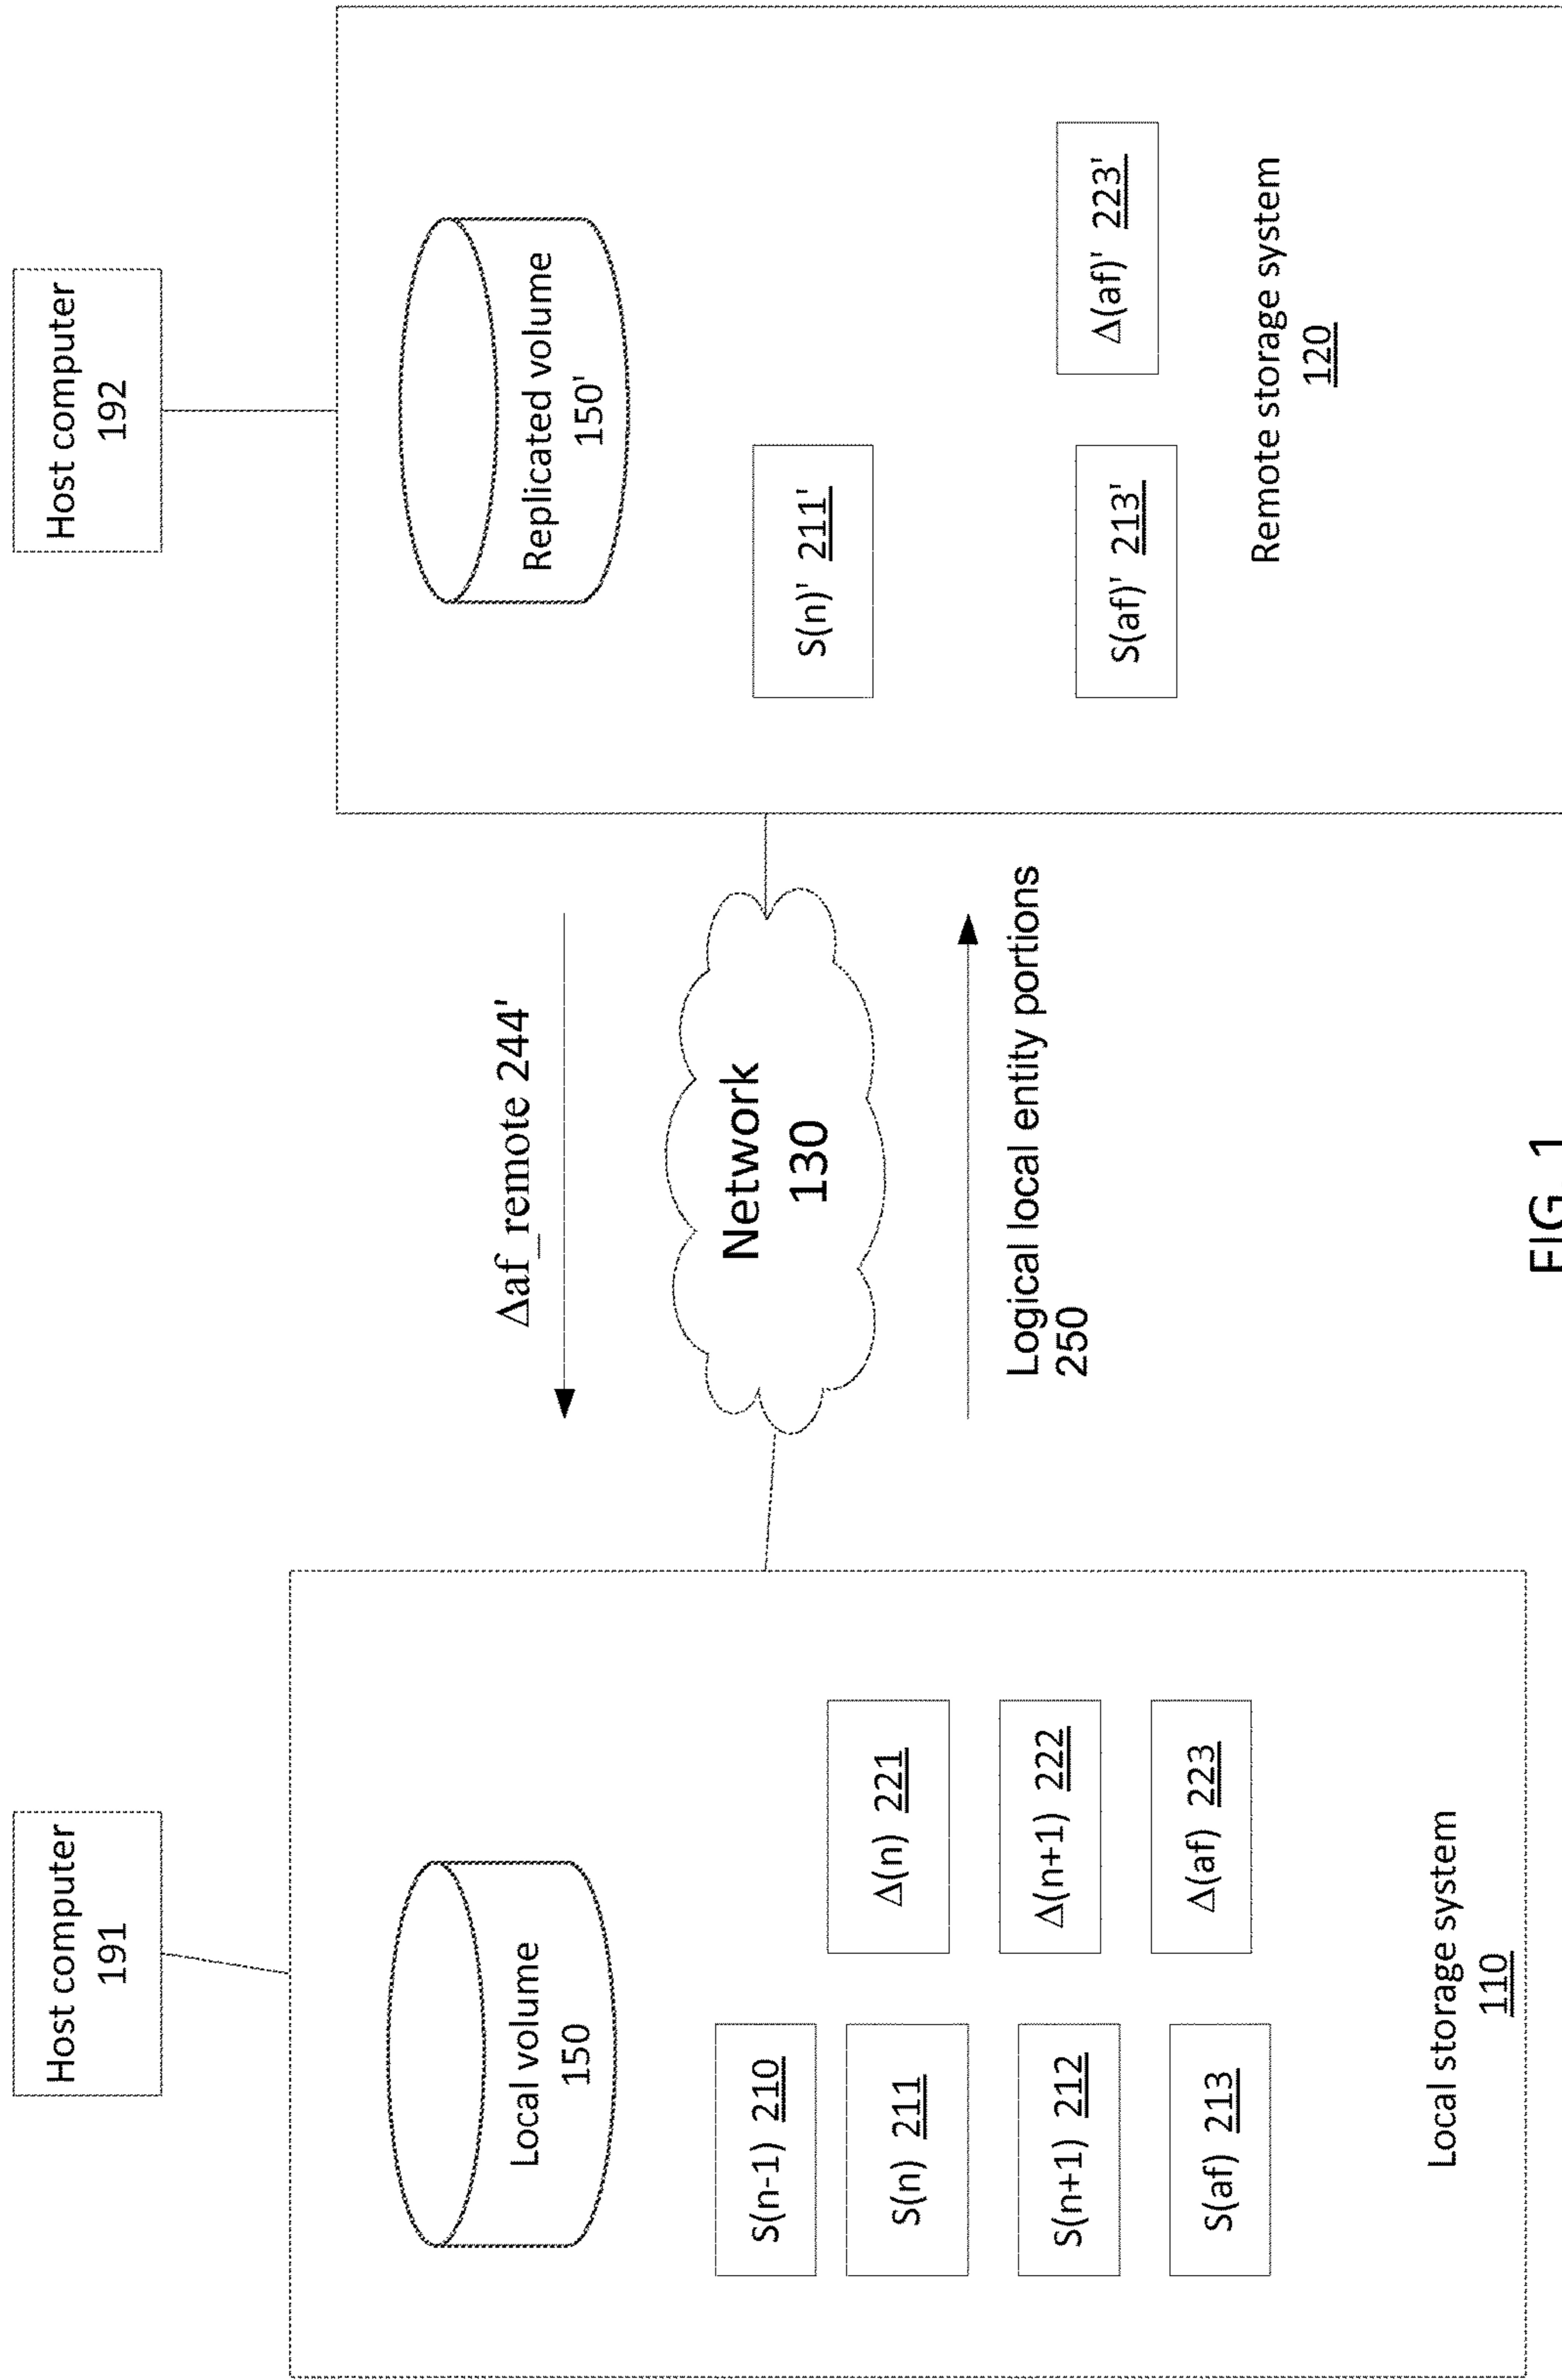 Host computer
191
Local volume
150
S(n-1) 210
S(n) 211
Δ(n) 221
S(n+1) 212
Δ(n+1) 222
S(af) 213
Δ(af) 223
Local storage system
110
Δaf_remote 244'
Network
130
Logical local entity portions
250
Host computer
192
Replicated volume
150'
S(n)' 211'
S(af)' 213'
Δ(af)' 223'
Remote storage system
120
FIG. 1